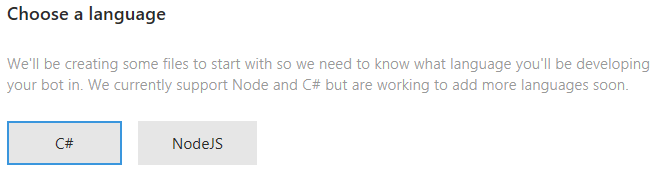 Choose a language
We'll be creating some files to start with so we need to know what language you'll be developing
your bot in. We currently support Node and C# but are working to add more languages soon.
C#
NodeJS